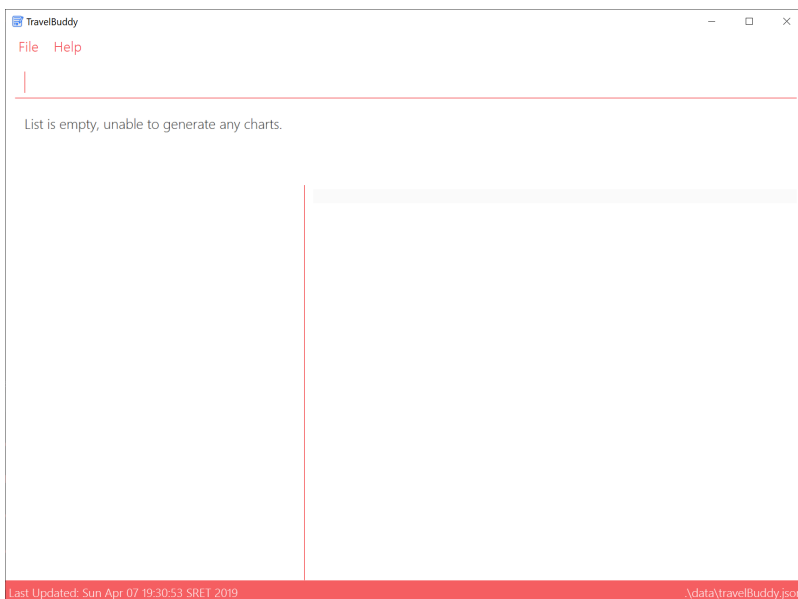 TravelBuddy
File Help
List is empty, unable to generate any charts.
Last Updated: Sun Apr 07 19:30:53 SRET 2019
.\data\travelBuddy.json